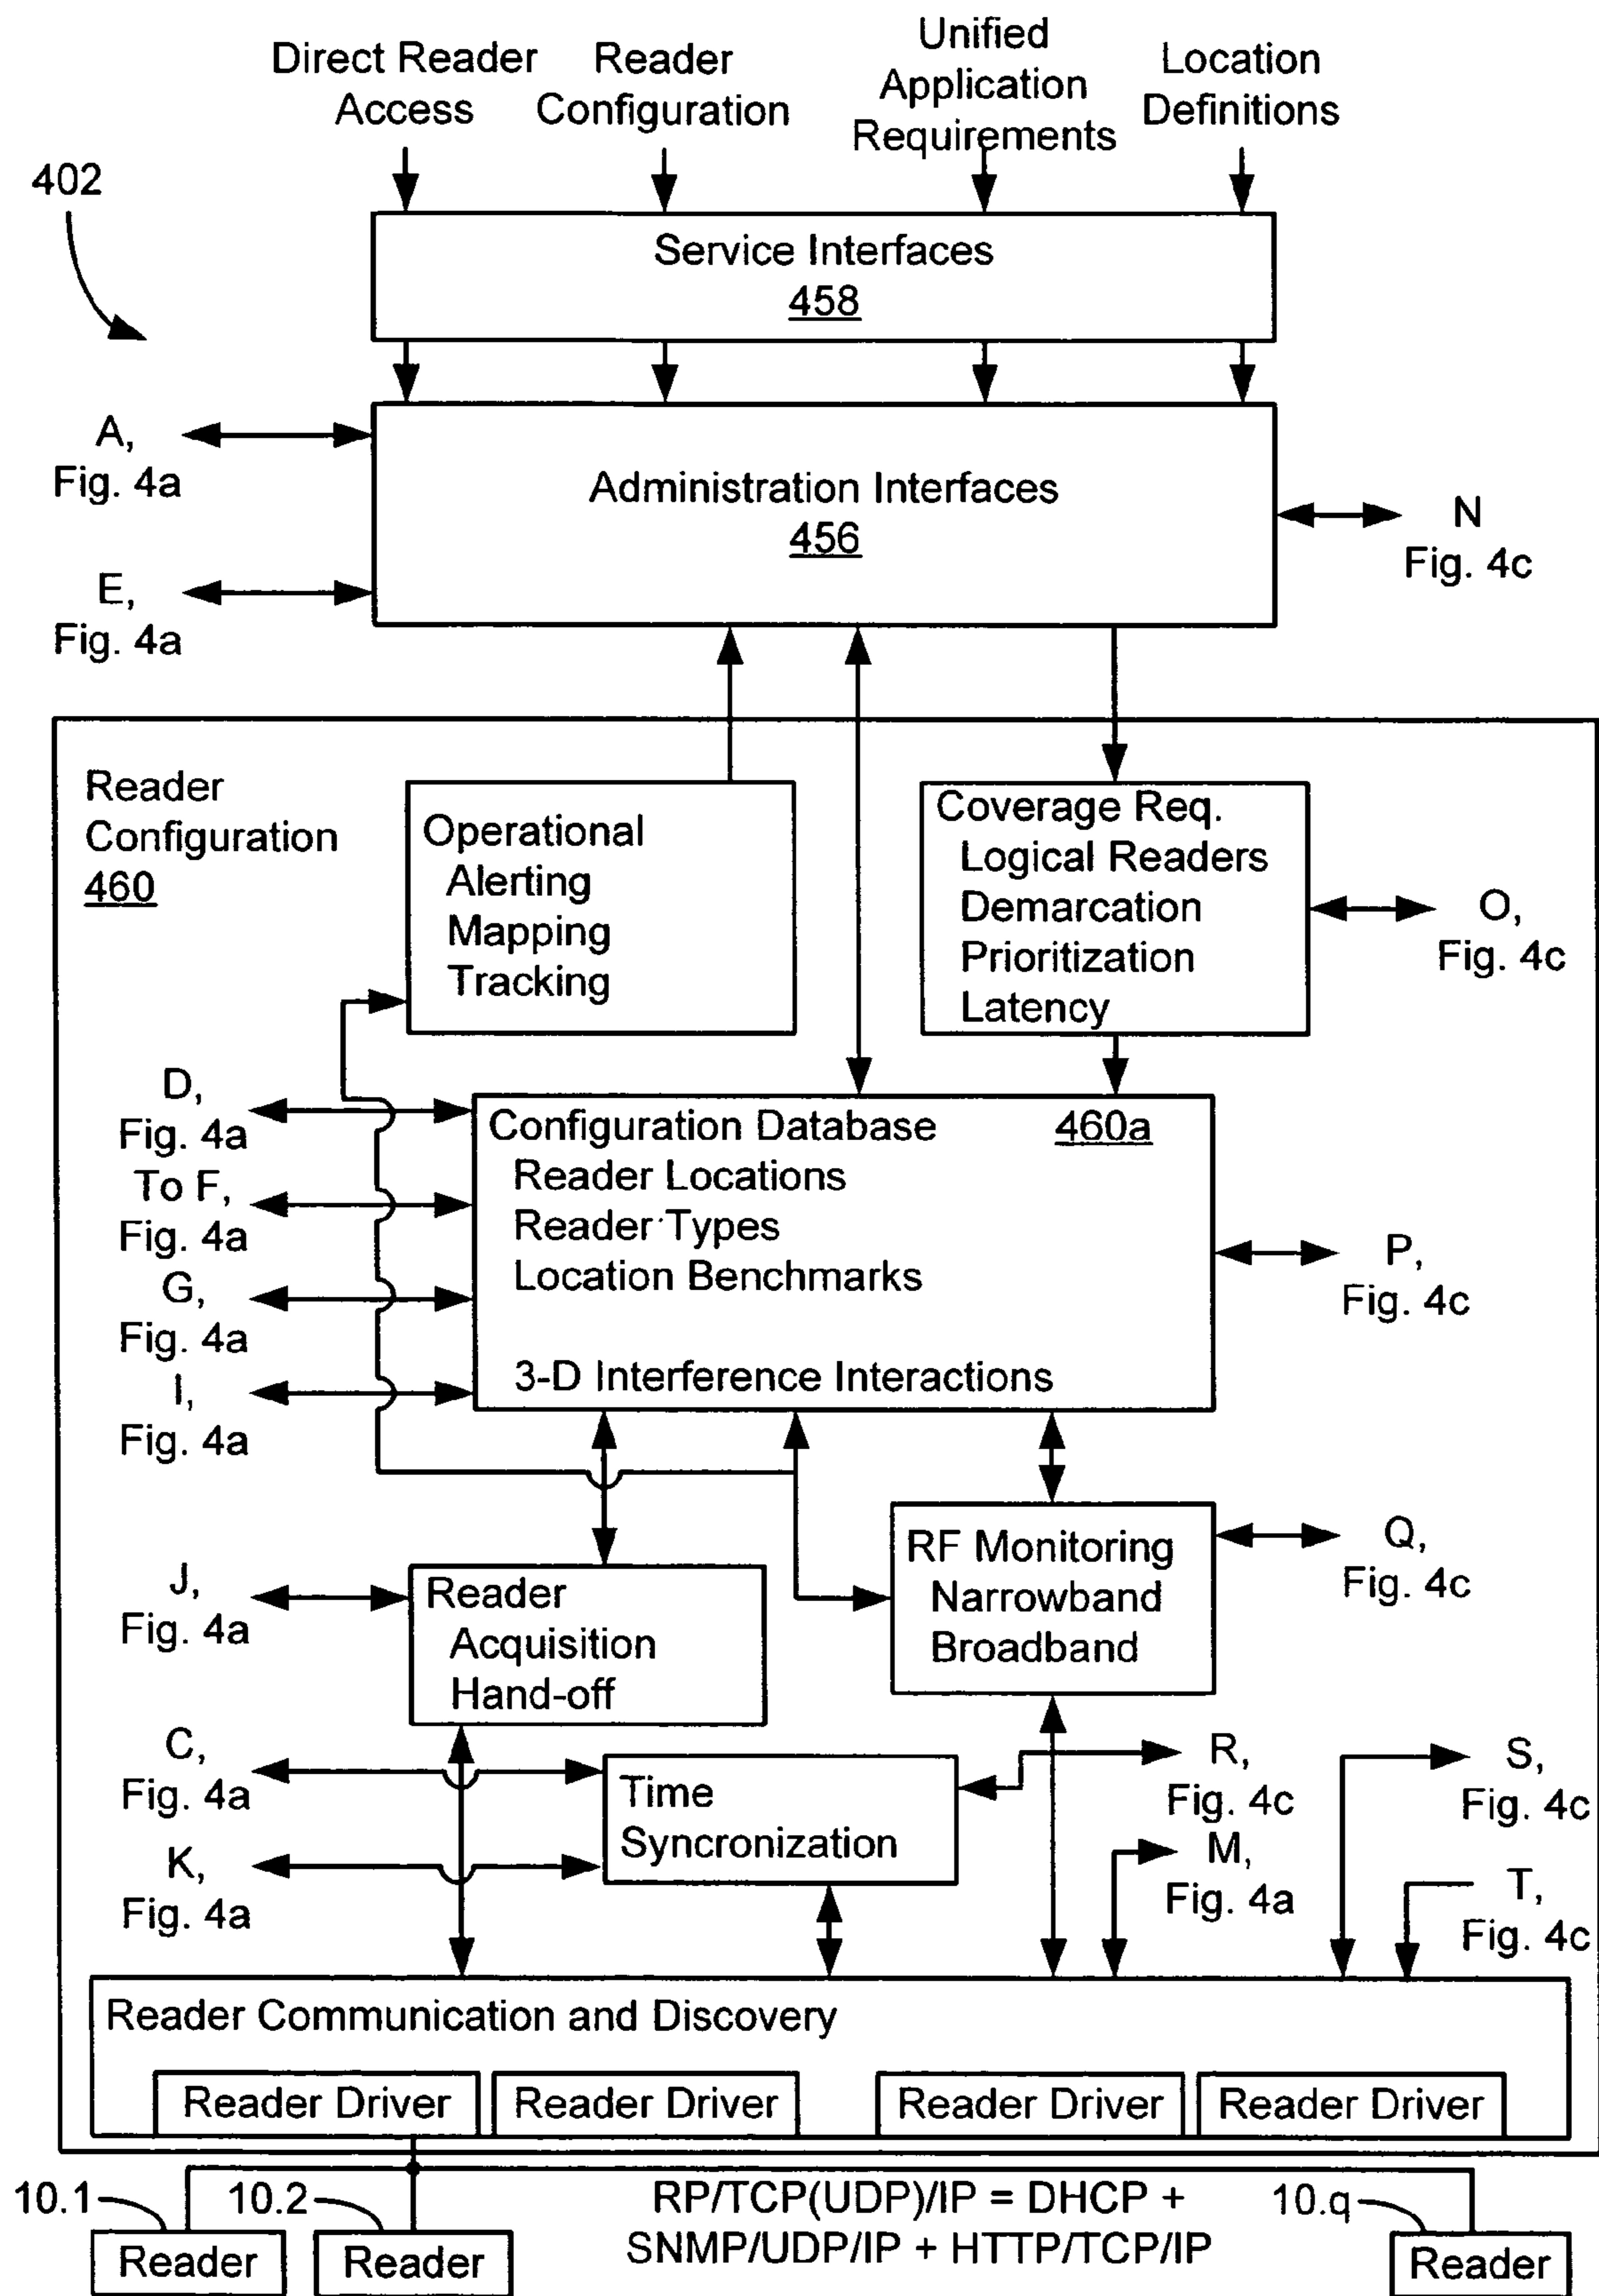 Direct Reader
Access
Reader
Configuration
Unified
Application
Requirements
Location
Definitions
402
Service Interfaces
458
A,
Fig. 4a
Administration Interfaces
456
N
Fig. 4c
E,
Fig. 4a
Reader
Configuration
460
Operational
Alerting
Mapping
Tracking
Coverage Req.
Logical Readers
Demarcation
Prioritization
Latency
O,
Fig. 4c
D,
Fig. 4a
To F,
Fig. 4a
G,
Fig. 4a
I,
Fig. 4a
Configuration Database 460a
Reader Locations
Reader Types
Location Benchmarks
3-D Interference Interactions
P,
Fig. 4c
J,
Fig. 4a
Reader
Acquisition
Hand-off
RF Monitoring
Narrowband
Broadband
Q,
Fig. 4c
C,
Fig. 4a
K,
Fig. 4a
Time
Syncronization
R,
Fig. 4c
M,
Fig. 4a
S,
Fig. 4c
T,
Fig. 4c
Reader Communication and Discovery
Reader Driver
Reader Driver
Reader Driver
Reader Driver
10.1
Reader
10.2
Reader
RP/TCP(UDP)/IP = DHCP +
SNMP/UDP/IP + HTTP/TCP/IP
10.q
Reader